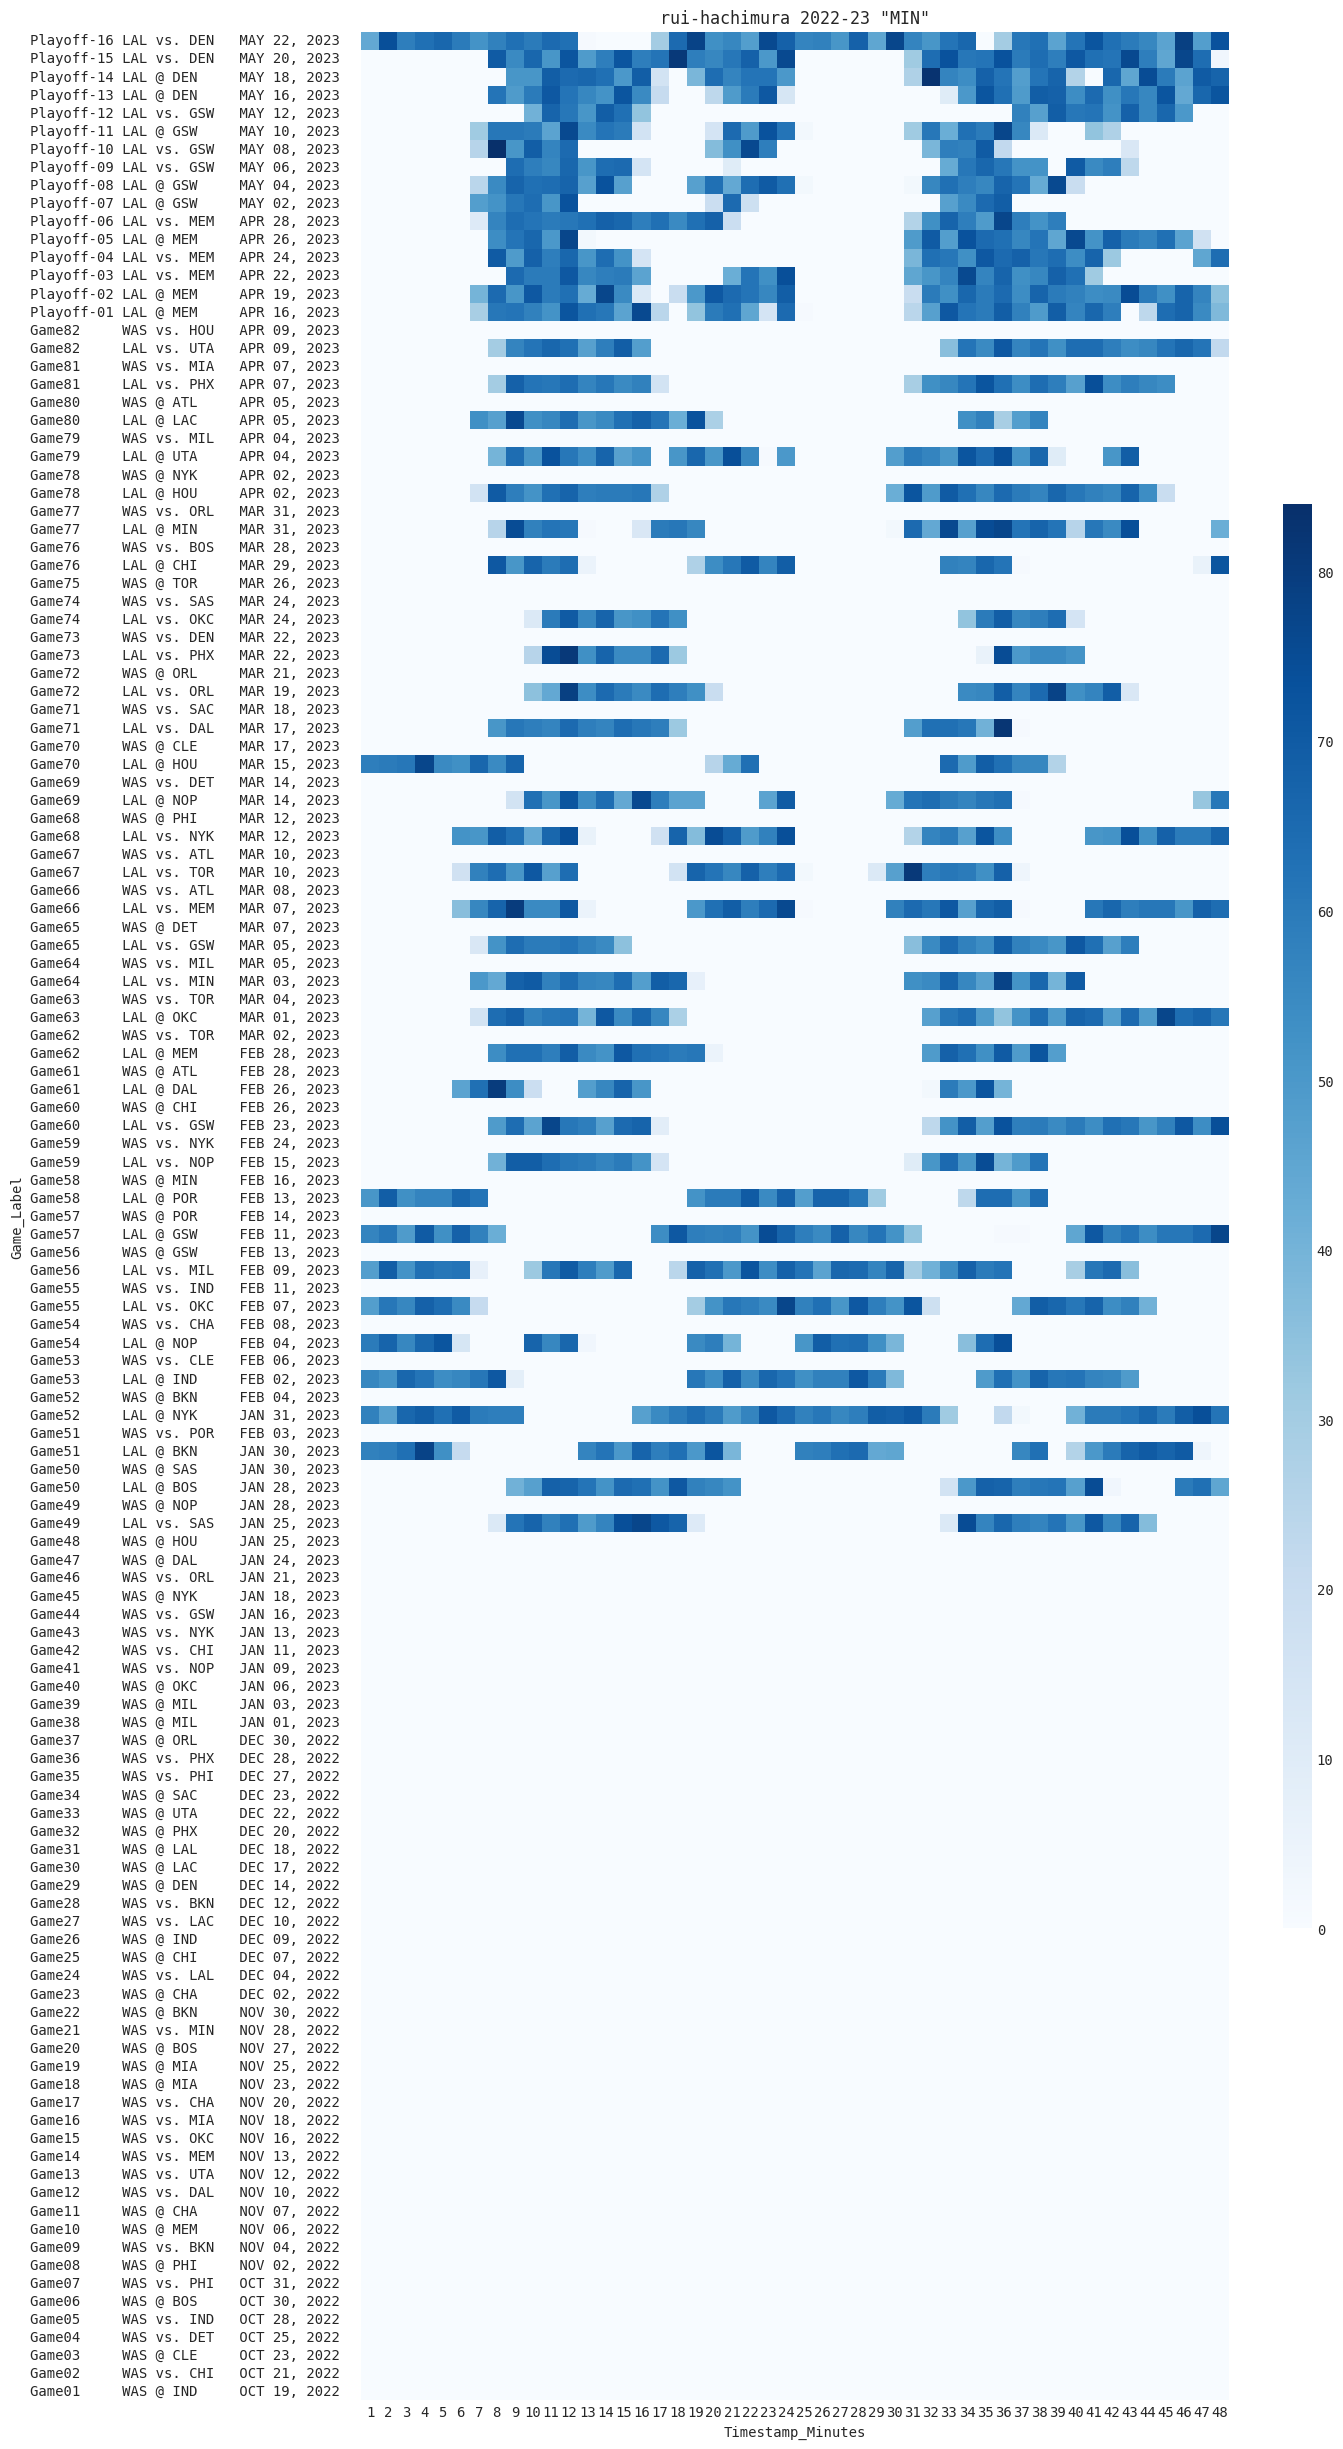 rui-hachimura 2022-23 "MIN"
Playoff-16 LAL vs. DEN MAY 22, 2023
Playoff-15 LAL vs. DEN MAY 20, 2023
Playoff-14 LAL @ DEN MAY 18, 2023
Playoff-13 LAL @ DEN MAY 16, 2023
Playoff-12 LAL vs. GSW MAY 12, 2023
Playoff-11 LAL @ GSW MAY 10, 2023
Playoff-10 LAL vs. GSW MAY 08, 2023
Playoff-09 LAL vs. GSW MAY 06, 2023
Playoff-08 LAL @ GSW MAY 04, 2023
Playoff-07 LAL @ GSW MAY 02, 2023
Playoff-06 LAL vs. MEM APR 28, 2023
Playoff-05 LAL @ MEM APR 26, 2023
Playoff-04 LAL vs. MEM APR 24, 2023
Playoff-03 LAL vs. MEM APR 22, 2023
Playoff-02 LAL @ MEM APR 19, 2023
Playoff-01 LAL @ MEM APR 16, 2023
Game82 WAS vs. HOU APR 09, 2023
Game82 LAL vs. UTA APR 09, 2023
Game81 WAS vs. MIA APR 07, 2023
Game81 LAL vs. PHX APR 07, 2023
Game80 WAS @ ATL APR 05, 2023
Game80 LAL @ LAC APR 05, 2023
Game79 WAS vs. MIL APR 04, 2023
Game79 LAL @ UTA APR 04, 2023
Game78 WAS @ NYK APR 02, 2023
Game78 LAL @ HOU APR 02, 2023
Game77 WAS vs. ORL MAR 31, 2023
Game77 LAL @ MIN MAR 31, 2023
Game76 WAS vs. BOS MAR 28, 2023
Game76 LAL @ CHI MAR 29, 2023
Game75 WAS @ TOR MAR 26, 2023
Game74 WAS vs. SAS MAR 24, 2023
Game74 LAL vs. OKC MAR 24, 2023
Game73 WAS vs. DEN MAR 22, 2023
Game73 LAL vs. PHX MAR 22, 2023
Game72 WAS @ ORL MAR 21, 2023
Game72 LAL vs. ORL MAR 19, 2023
Game71 WAS vs. SAC MAR 18, 2023
Game71 LAL vs. DAL MAR 17, 2023
Game70 WAS @ CLE MAR 17, 2023
Game70 LAL @ HOU MAR 15, 2023
Game69 WAS vs. DET MAR 14, 2023
Game69 LAL @ NOP MAR 14, 2023
Game68 WAS @ PHI MAR 12, 2023
Game68 LAL vs. NYK MAR 12, 2023
Game67 WAS vs. ATL MAR 10, 2023
Game67 LAL vs. TOR MAR 10, 2023
Game66 WAS vs. ATL MAR 08, 2023
Game66 LAL vs. MEM MAR 07, 2023
Game65 WAS @ DET MAR 07, 2023
Game65 LAL vs. GSW MAR 05, 2023
Game64 WAS vs. MIL MAR 05, 2023
Game64 LAL vs. MIN MAR 03, 2023
Game63 WAS vs. TOR MAR 04, 2023
Game63 LAL @ OKC MAR 01, 2023
Game62 WAS vs. TOR MAR 02, 2023
Game62 LAL @ MEM FEB 28, 2023
Game61 WAS @ ATL FEB 28, 2023
Game61 LAL @ DAL FEB 26, 2023
Game60 WAS @ CHI FEB 26, 2023
Game60 LAL vs. GSW FEB 23, 2023
Game59 WAS vs. NYK FEB 24, 2023
Game59 LAL vs. NOP FEB 15, 2023
Game58 WAS @ MIN FEB 16, 2023
Game58 LAL @ POR FEB 13, 2023
Game57 WAS @ POR FEB 14, 2023
Game57 LAL @ GSW FEB 11, 2023
Game56 WAS @ GSW FEB 13, 2023
Game56 LAL vs. MIL FEB 09, 2023
Game55 WAS vs. IND FEB 11, 2023
Game55 LAL vs. OKC FEB 07, 2023
Game54 WAS vs. CHA FEB 08, 2023
Game54 LAL @ NOP FEB 04, 2023
Game53 WAS vs. CLE FEB 06, 2023
Game53 LAL @ IND FEB 02, 2023
Game52 WAS @ BKN FEB 04, 2023
Game52 LAL @ NYK JAN 31, 2023
Game51 WAS vs. POR FEB 03, 2023
Game51 LAL @ BKN JAN 30, 2023
Game50 WAS @ SAS JAN 30, 2023
Game50 LAL @ BOS JAN 28, 2023
Game49 WAS @ NOP JAN 28, 2023
Game49 LAL vs. SAS JAN 25, 2023
Game48 WAS @ HOU JAN 25, 2023
Game47 WAS @ DAL JAN 24, 2023
Game46 WAS vs. ORL JAN 21, 2023
Game45 WAS @ NYK JAN 18, 2023
Game44 WAS vs. GSW JAN 16, 2023
Game43 WAS vs. NYK JAN 13, 2023
Game42 WAS vs. CHI JAN 11, 2023
Game41 WAS vs. NOP JAN 09, 2023
Game40 WAS @ OKC JAN 06, 2023
Game39 WAS @ MIL JAN 03, 2023
Game38 WAS @ MIL JAN 01, 2023
Game37 WAS @ ORL DEC 30, 2022
Game36 WAS vs. PHX DEC 28, 2022
Game35 WAS vs. PHI DEC 27, 2022
Game34 WAS @ SAC DEC 23, 2022
Game33 WAS @ UTA DEC 22, 2022
Game32 WAS @ PHX DEC 20, 2022
Game31 WAS @ LAL DEC 18, 2022
Game30 WAS @ LAC DEC 17, 2022
Game29 WAS @ DEN DEC 14, 2022
Game28 WAS vs. BKN DEC 12, 2022
Game27 WAS vs. LAC DEC 10, 2022
Game26 WAS @ IND DEC 09, 2022
Game25 WAS @ CHI DEC 07, 2022
Game24 WAS vs. LAL DEC 04, 2022
Game23 WAS @ CHA DEC 02, 2022
Game22 WAS @ BKN NOV 30, 2022
Game21 WAS vs. MIN NOV 28, 2022
Game20 WAS @ BOS NOV 27, 2022
Game19 WAS @ MIA NOV 25, 2022
Game18 WAS @ MIA NOV 23, 2022
Game17 WAS vs. CHA NOV 20, 2022
Game16 WAS vs. MIA NOV 18, 2022
Game15 WAS vs. OKC NOV 16, 2022
Game14 WAS vs. MEM NOV 13, 2022
Game13 WAS vs. UTA NOV 12, 2022
Game12 WAS vs. DAL NOV 10, 2022
Game11 WAS @ CHA NOV 07, 2022
Game10 WAS @ MEM NOV 06, 2022
Game09 WAS vs. BKN NOV 04, 2022
Game08 WAS @ PHI NOV 02, 2022
Game07 WAS vs. PHI OCT 31, 2022
Game06 WAS @ BOS OCT 30, 2022
Game05 WAS vs. IND OCT 28, 2022
Game04 WAS vs. DET OCT 25, 2022
Game03 WAS @ CLE OCT 23, 2022
Game02 WAS vs. CHI OCT 21, 2022
Game01 WAS @ IND OCT 19, 2022
Game_Label
1 2 3 4 5 6 7 8 9 10 11 12 13 14 15 16 17 18 19 20 21 22 23 24 25 26 27 28 29 30 31 32 33 34 35 36 37 38 39 40 41 42 43 44 45 46 47 48
Timestamp_Minutes
80
70
60
50
40
30
20
10
0